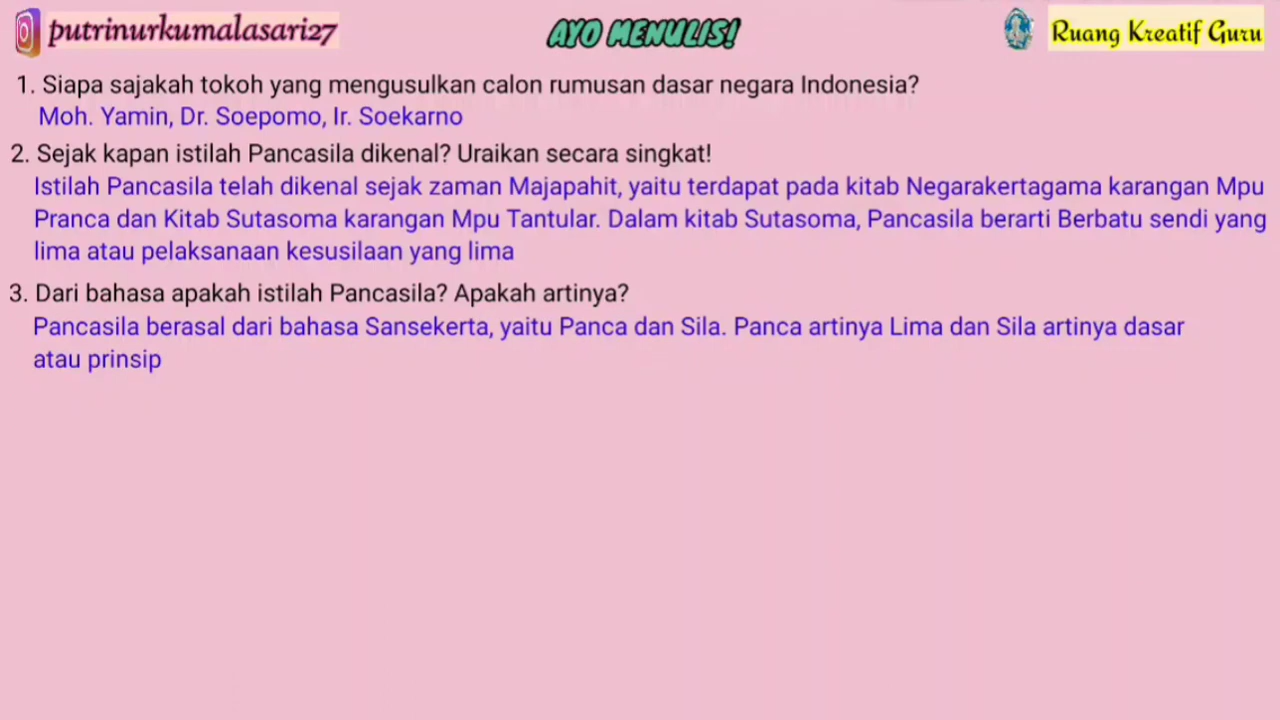 putrinurkumalasari27
AYO MENULIS!
Ruang Kreatif Guru
1. Siapa sajakah tokoh yang mengusulkan calon rumusan dasar negara Indonesia?
Moh. Yamin, Dr. Soepomo, Ir. Soekarno
2. Sejak kapan istilah Pancasila dikenal? Uraikan secara singkat!
Istilah Pancasila telah dikenal sejak zaman Majapahit, yaitu terdapat pada kitab Negarakertagama karangan Mpu
Pranca dan Kitab Sutasoma karangan Mpu Tantular. Dalam kitab Sutasoma, Pancasila berarti Berbatu sendi yang
lima atau pelaksanaan kesusilaan yang lima
3. Dari bahasa apakah istilah Pancasila? Apakah artinya?
Pancasila berasal dari bahasa Sansekerta, yaitu Panca dan Sila. Panca artinya Lima dan Sila artinya dasar
atau prinsip